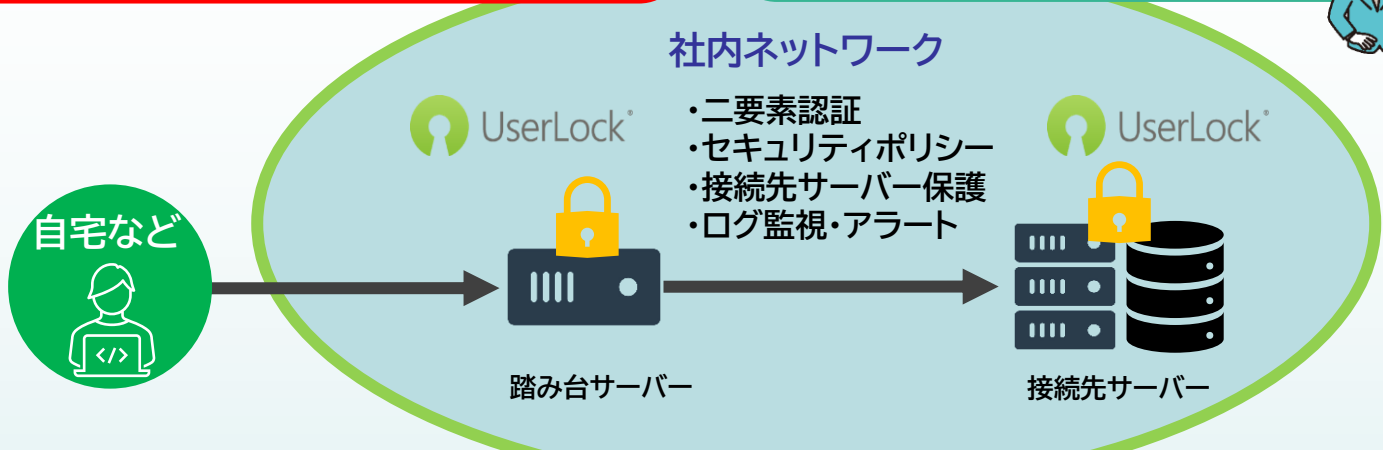 社内ネットワーク
UserLock®
・二要素認証
・セキュリティポリシー
・接続先サーバー保護
・ログ監視・アラート
UserLock®
自宅など
</>
踏み台サーバー
接続先サーバー